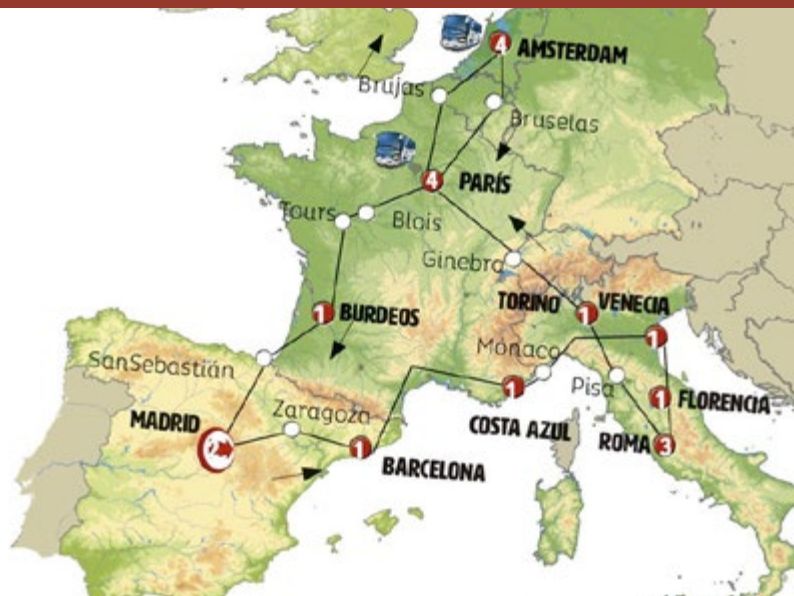 4 AMSTERDAM
Brujas
Bruselas
4 PARÍS
Tours
Blois
Ginebra
TORINO
VENECIA
1
1 BURDEOS
1
Mónaco
SanSebastián
Pisa
1
1 FLORENCIA
Zaragoza
MADRID
COSTA AZUL
ROMA 3
2
1
BARCELONA